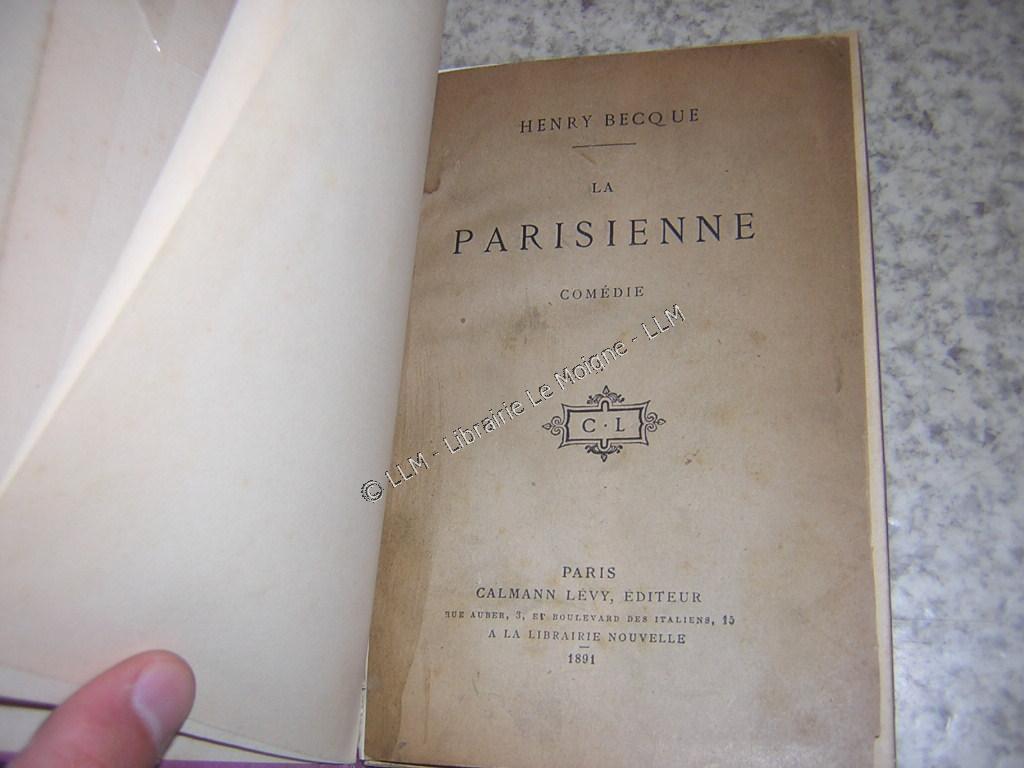 HENRY BECQUE
LA
PARISIENNE
COMÉDIE
© LLM - Librairie Le Moigne - LLM
C · L
PARIS
CALMANN LÉVY, ÉDITEUR
RUE AUBER, 3, ET BOULEVARD DES ITALIENS, 15
A LA LIBRAIRIE NOUVELLE
1891